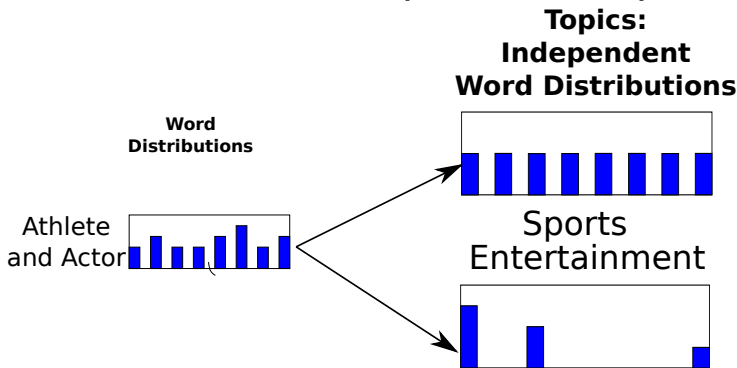 Topics:
Independent
Word Distributions
Word
Distributions
Athlete
and Actor
Sports
Entertainment